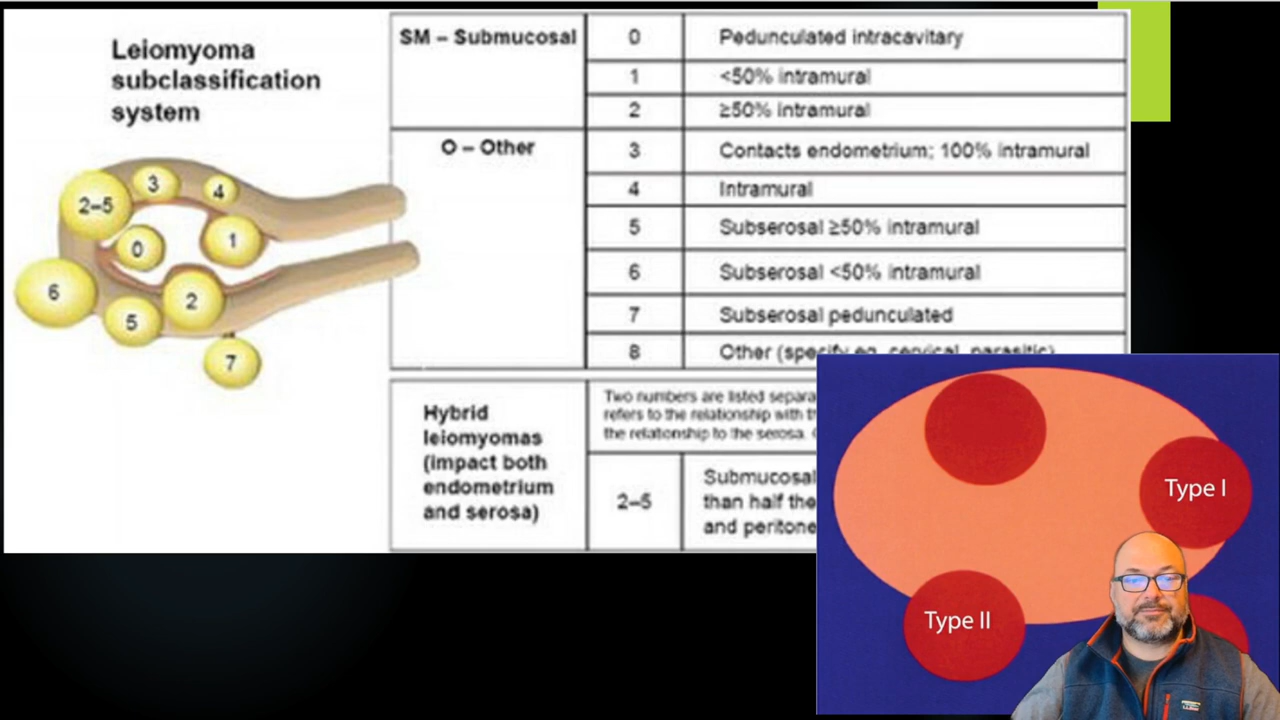 Leiomyoma
subclassification
system
2–5
3
4
0
1
6
5
2
7
SM – Submucosal
0 Pedunculated intracavitary
1 <50% intramural
2 ≥50% intramural
O – Other
3 Contacts endometrium; 100% intramural
4 Intramural
5 Subserosal ≥50% intramural
6 Subserosal <50% intramural
7 Subserosal pedunculated
8 Other (specify eg, cervical, parasitic)
Hybrid
leiomyomas
(impact both
endometrium
and serosa)
Two numbers are listed
refers to the relationship with
the relationship to the serosa.
2–5
Submucosal
than half the
and
Type I
Type II